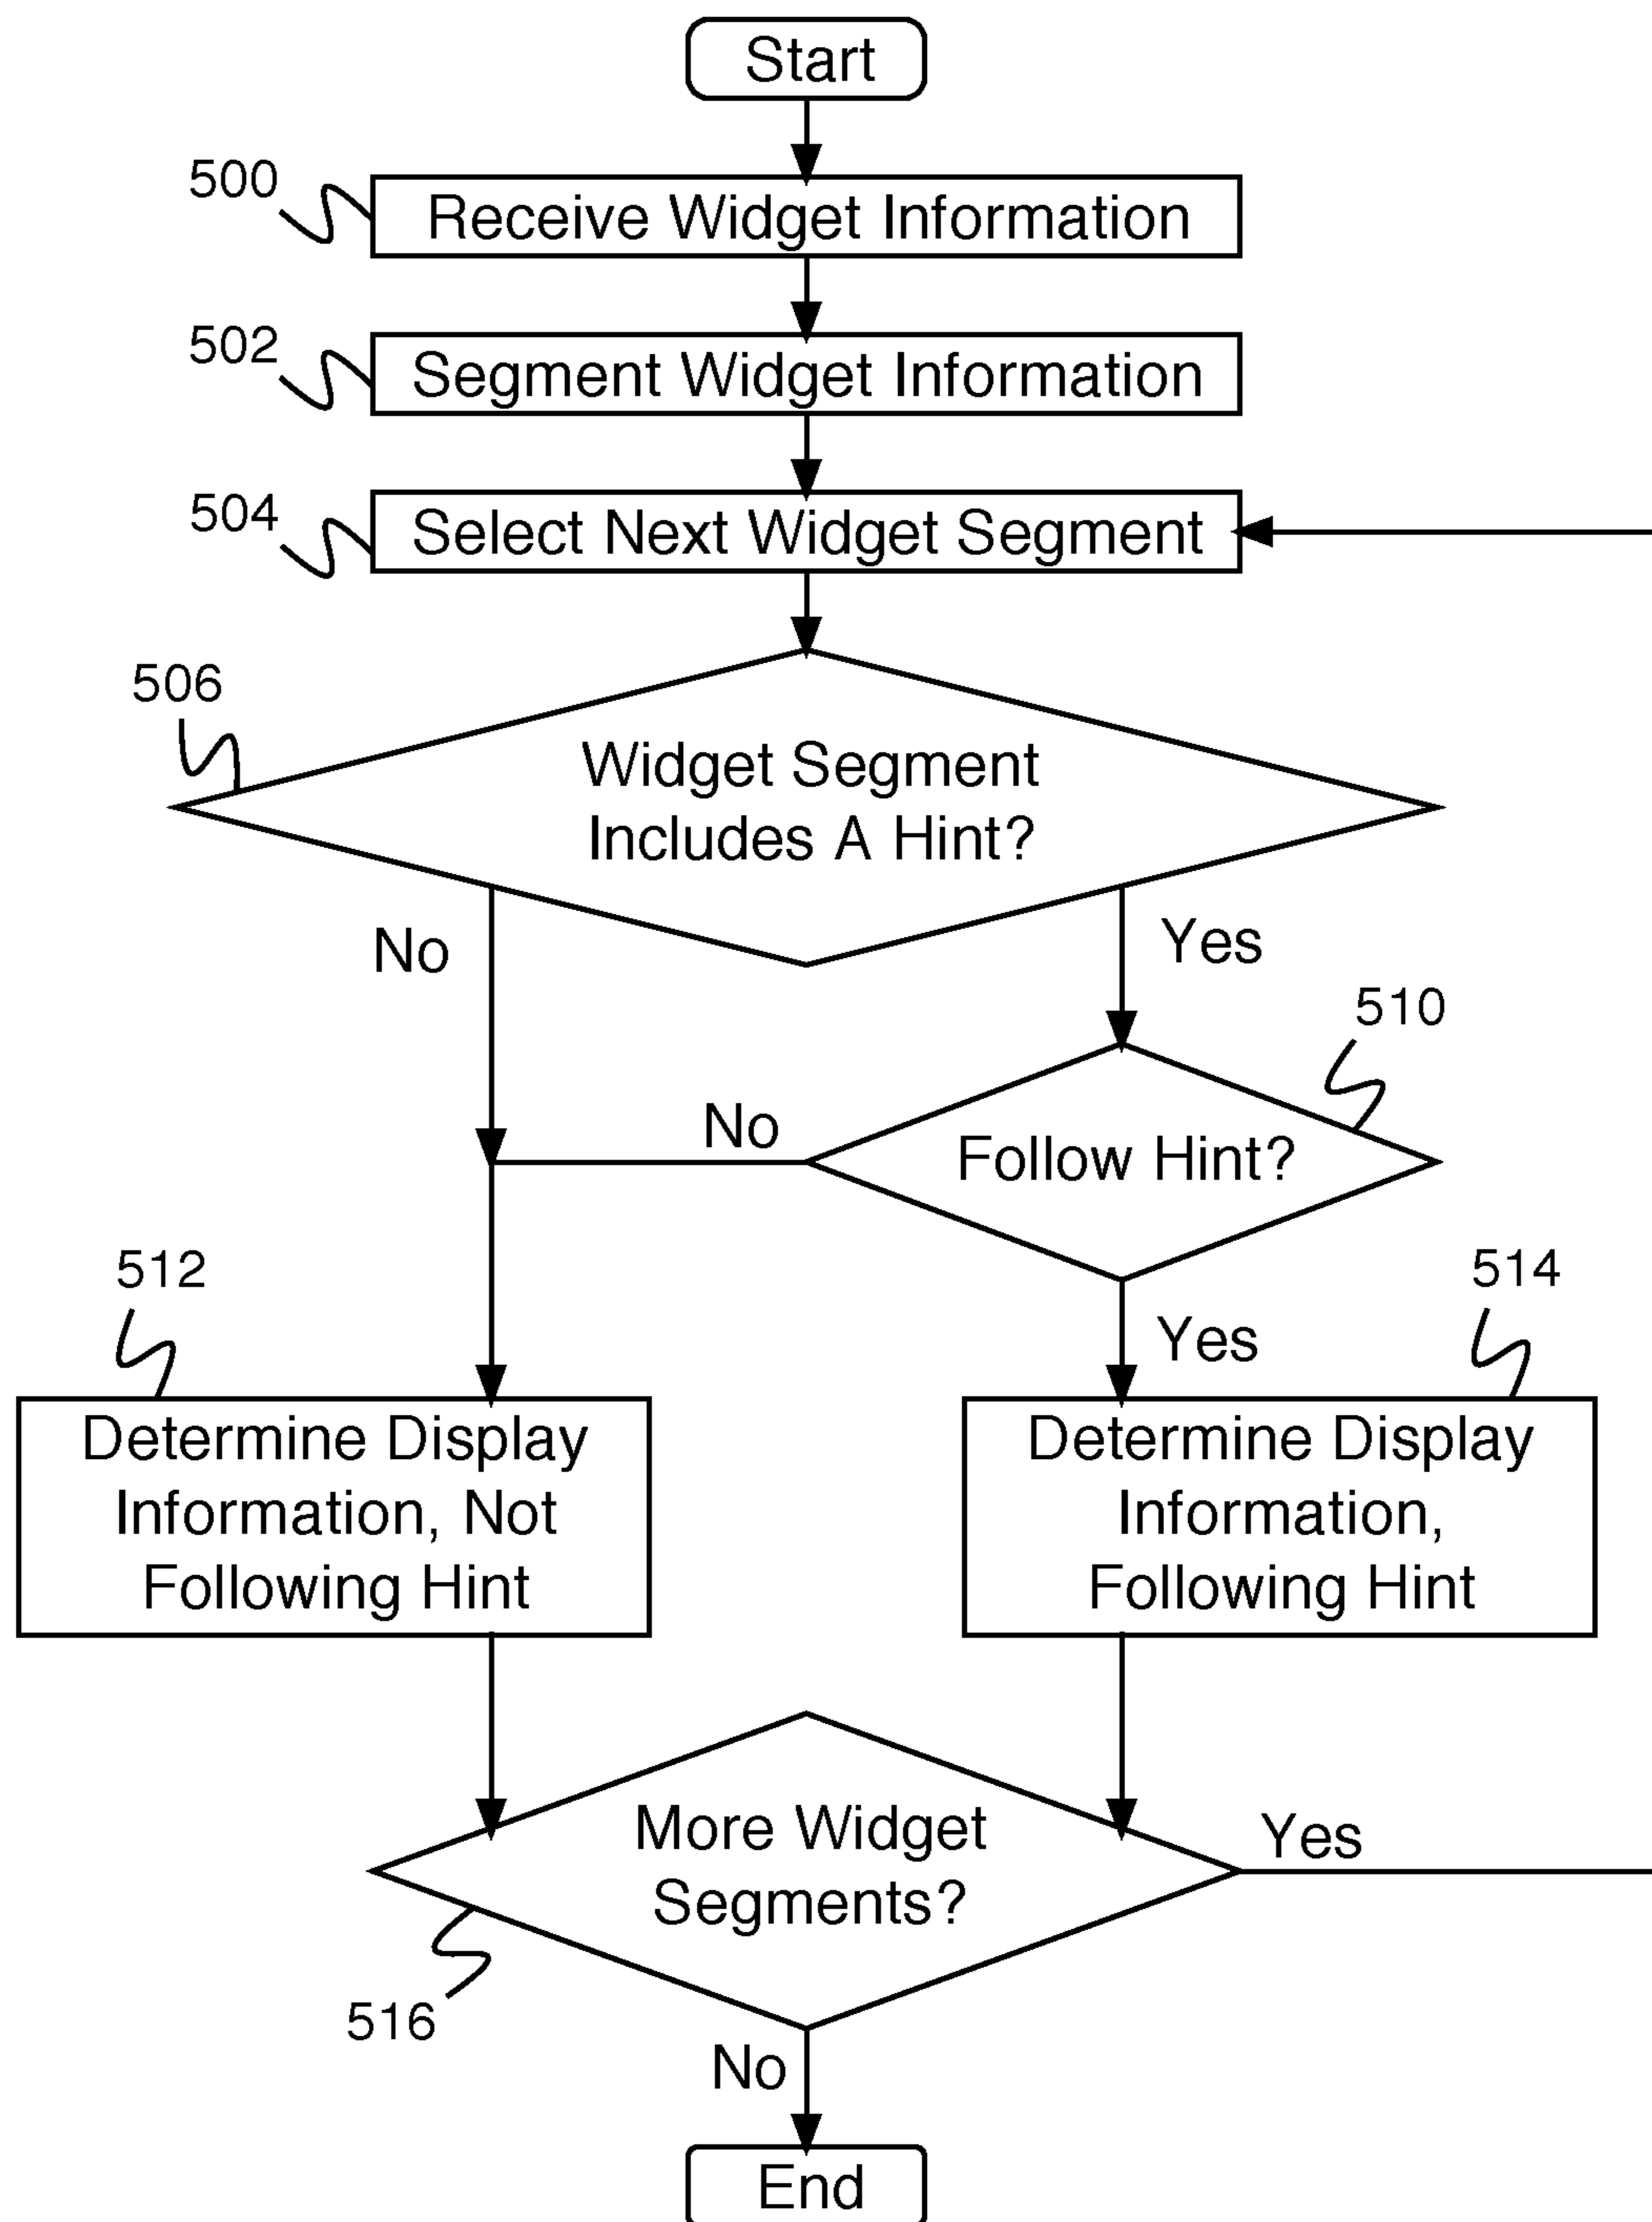 Start
500
Receive Widget Information
502
Segment Widget Information
504
Select Next Widget Segment
506
Widget Segment
Includes A Hint?
No
Yes
510
No
Follow Hint?
512
514
Yes
Determine Display
Information, Not
Following Hint
Determine Display
Information,
Following Hint
More Widget
Segments?
Yes
516
No
End